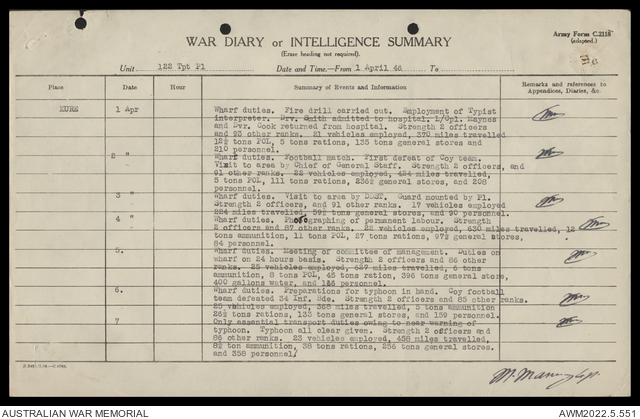 Army Form C.2118
(adapted.)
WAR DIARY or INTELLIGENCE SUMMARY
(Erase heading not required).
Unit 122 Tpt Pl Date and Time.—From 1 April 46 To
Place Date Hour Summary of Events and Information Remarks and references to Appendices, Diaries, &c.
KURE 1 Apr Wharf duties. Fire drill carried out. Employment of Typist
interpreter. Drv. Smith admitted to hospital. L/Cpl. Haynes
and Dvr. Cook returned from hospital. Strength 2 officers
and 93 other ranks. 21 vehicles employed, 370 miles travelled
12½ tons POL, 5 tons rations, 135 tons general stores and
210 personnel.
2 " Wharf duties. Football match. First defeat of Coy team.
Visit to area by Chief of General Staff. Strength 2 officers, and
91 other ranks. 22 vehicles employed, 424 miles travelled,
5 tons POL, 111 tons rations, 236½ general stores, and 208
personnel.
3 " Wharf duties. Visit to area by Guard mounted by Pl.
Strength 2 officers, and 91 other ranks. 17 vehicles employed
224 miles travelled, 59½ tons general stores, and 90 personnel.
4 " Wharf duties. Photographing of permanent labour. Strength
2 officers and 87 other ranks. 22 vehicles employed, 630 miles travelled, 12
tons ammunition, 11 tons POL, 27 tons rations, 97½ general stores,
84 personnel.
5. Wharf duties. Meeting of committee of management. Duties on
wharf on 24 hours basis. Strength 2 officers and 86 other
ranks. 25 vehicles employed, 627 miles travelled, 6 tons
ammunition, 8 tons POL, 45 tons ration, 396 tons general store,
400 gallons water, and personnel.
6. Wharf duties. Preparations for typhoon in hand. Coy football
team defeated 34 Inf. Bde. Strength 2 officers and 85 other ranks.
25 vehicles employed, 368 miles travelled, 5 tons ammunition
26½ tons rations, 133 tons general stores, and 159 personnel.
7 Only essential transport duties owing to near warning of
typhoon. Typhoon all clear given. Strength 2 officers and
86 other ranks. 23 vehicles employed, 458 miles travelled,
8½ ton ammunition, 38 tons rations, 256 tons general stores.
and 358 personnel.
AUSTRALIAN WAR MEMORIAL AWM2022.5.551